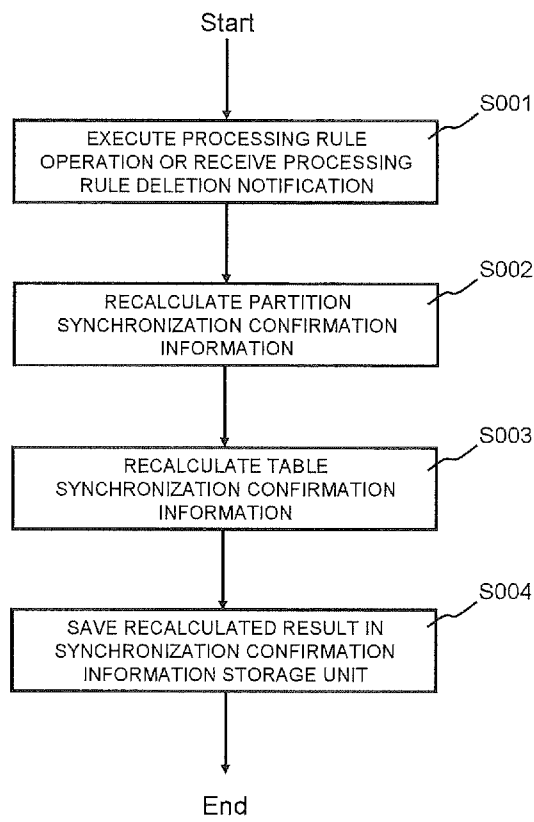 Start
S001
EXECUTE PROCESSING RULE
OPERATION OR RECEIVE PROCESSING
RULE DELETION NOTIFICATION
S002
RECALCULATE PARTITION
SYNCHRONIZATION CONFIRMATION
INFORMATION
S003
RECALCULATE TABLE
SYNCHRONIZATION CONFIRMATION
INFORMATION
S004
SAVE RECALCULATED RESULT IN
SYNCHRONIZATION CONFIRMATION
INFORMATION STORAGE UNIT
End